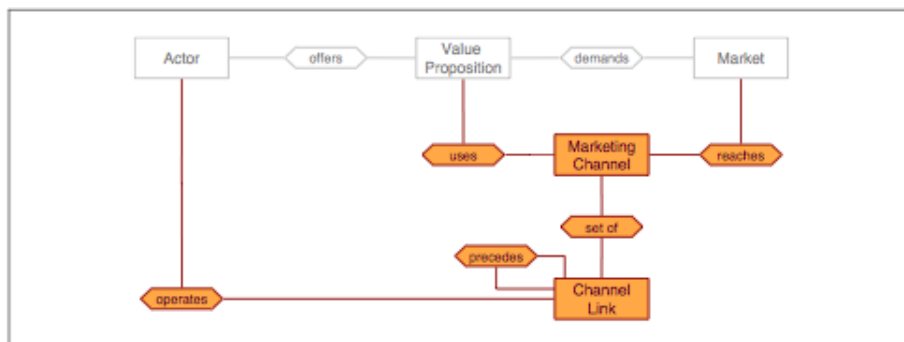 Actor
offers
Value
Proposition
demands
Market
uses
Marketing
Channel
reaches
set of
precedes
operates
Channel
Link